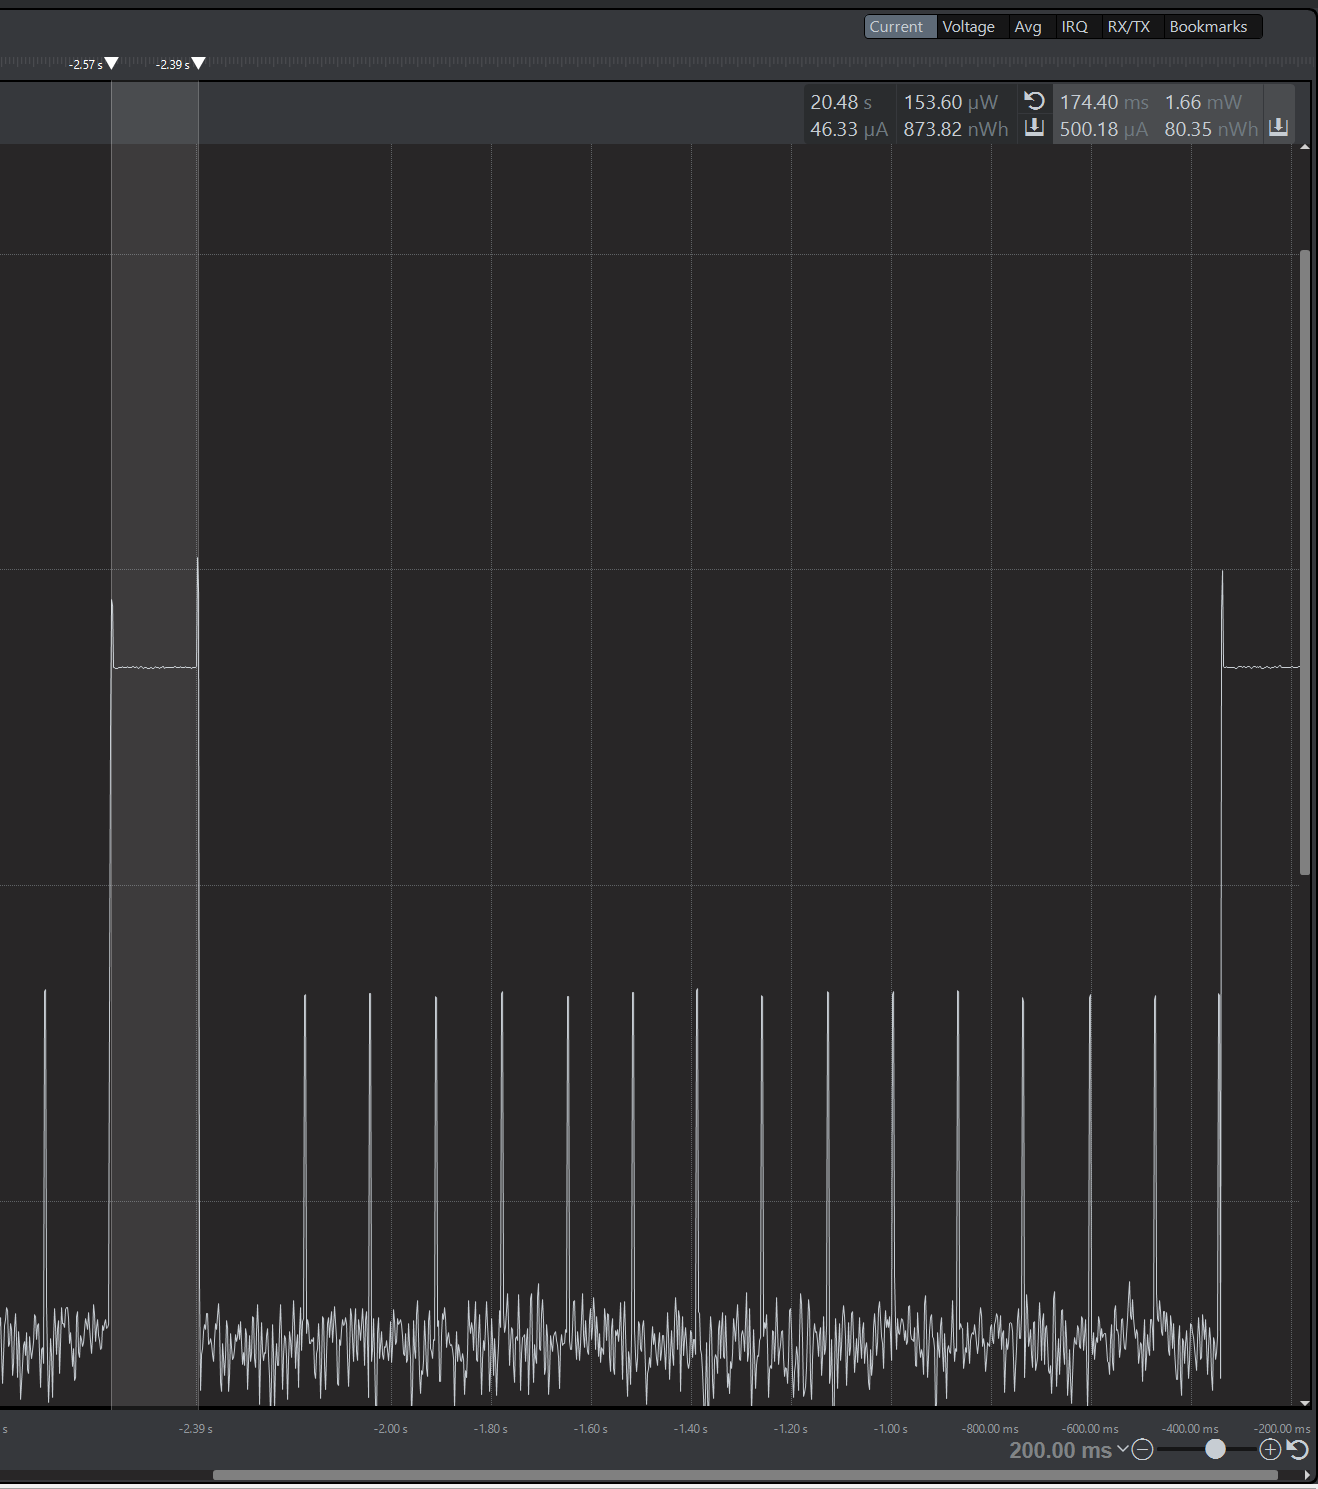 Current Voltage Avg IRQ RX/TX Bookmarks
-2.57 s -2.39 s
20.48 s 153.60 µW 174.40 ms 1.66 mW
46.33 µA 873.82 nWh 500.18 µA 80.35 nWh
s -2.39 s -2.00 s -1.80 s -1.60 s -1.40 s -1.20 s -1.00 s -800.00 ms -600.00 ms -400.00 ms -200.00 ms
200.00 ms